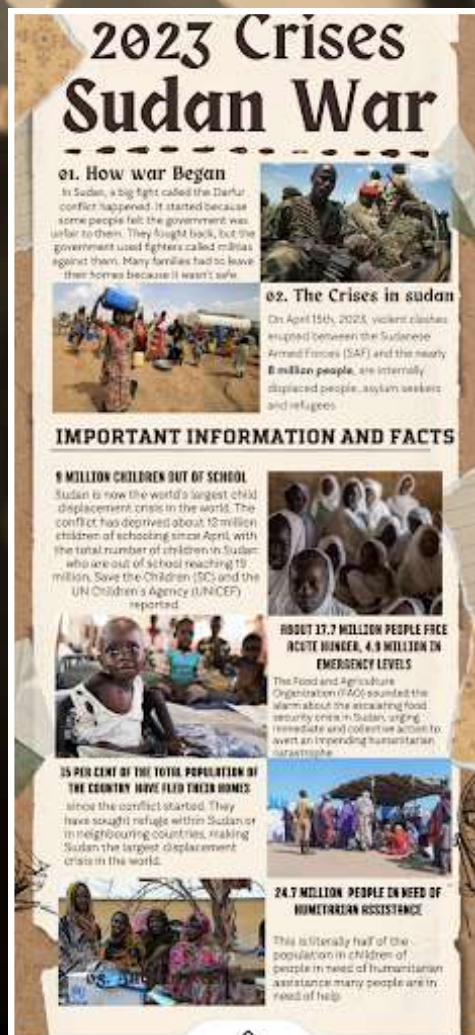 2023 Crises
Sudan War
01. How war Began
In Sudan, a big fight called the Darfur
conflict happened. It started because
some people felt the government was
unfair to them. They fought back, but the
government used fighters called militias
against them. Many families had to leave
their homes because it wasn't safe.
02. The Crises in sudan
On April 15th, 2023, violent clashes
erupted between the Sudanese
Armed Forces (SAF) and the nearly
8 million people, are internally
displaced people, asylum seekers
and refugees
IMPORTANT INFORMATION AND FACTS
9 MILLION CHILDREN OUT OF SCHOOL
Sudan is now the world's largest child
displacement crisis in the world. The
conflict has deprived about 12 million
children of schooling since April, with
the total number of children in Sudan
who are out of school reaching 19
million, Save the Children (SC) and the
UN Children's Agency (UNICEF)
reported.
ABOUT 17.7 MILLION PEOPLE FACE
ACUTE HUNGER, 4.9 MILLION IN
EMERGENCY LEVELS
The Food and Agriculture
Organization (FAO) sounded the
alarm about the escalating food
security crisis in Sudan, urging
immediate and collective action to
avert an impending humanitarian
catastrophe
15 PER CENT OF THE TOTAL POPULATION OF
THE COUNTRY HAVE FLED THEIR HOMES
since the conflict started. They
have sought refuge within Sudan or
in neighbouring countries, making
Sudan the largest displacement
crisis in the world.
24.7 MILLION PEOPLE IN NEED OF
HUMETARIAN ASSISTANCE
This is literally half of the
population in children of
people in need of humanitarian
assistance many people are in
need of help